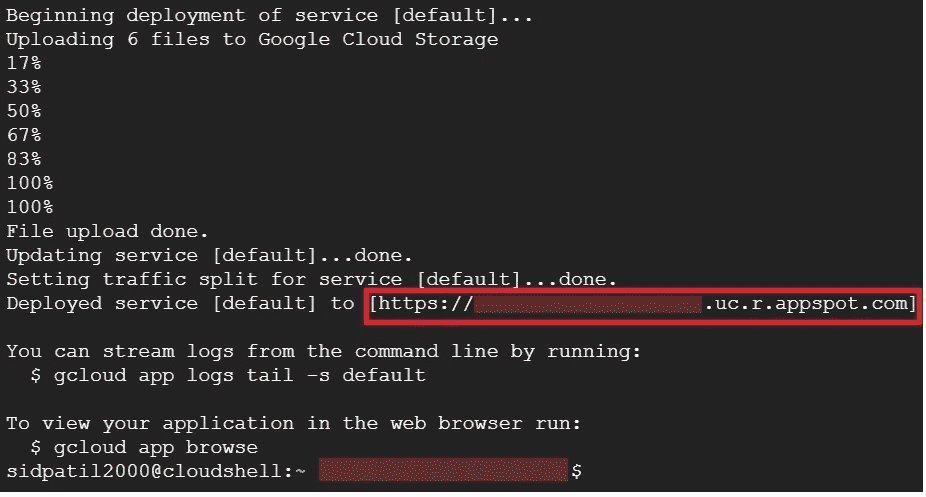 Beginning deployment of service [default]...
Uploading 6 files to Google Cloud Storage
17%
33%
50%
67%
83%
100%
100%
File upload done.
Updating service [default]...done.
Setting traffic split for service [default]...done.
Deployed service [default] to [https://.uc.r.appspot.com]
You can stream logs from the command line by running:
$ gcloud app logs tail -s default
To view your application in the web browser run:
$ gcloud app browse
sidpatil2000@cloudshell:~ $